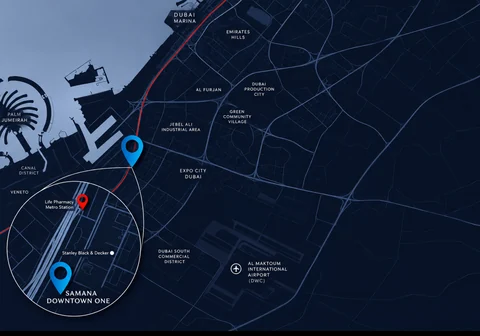 DUBAI
MARINA
EMIRATES
HILLS
AL FURJAN
DUBAI
PRODUCTION
CITY
PALM
JUMEIRAH
JEBEL ALI
INDUSTRIAL AREA
GREEN
COMMUNITY
VILLAGE
CANAL
DISTRICT
EXPO CITY
DUBAI
VENETO
Life Pharmacy
Metro Station
Stanley Black & Decker
DUBAI SOUTH
COMMERCIAL
DISTRICT
AL MAKTOUM
INTERNATIONAL
AIRPORT
(DWC)
SAMANA
DOWNTOWN ONE